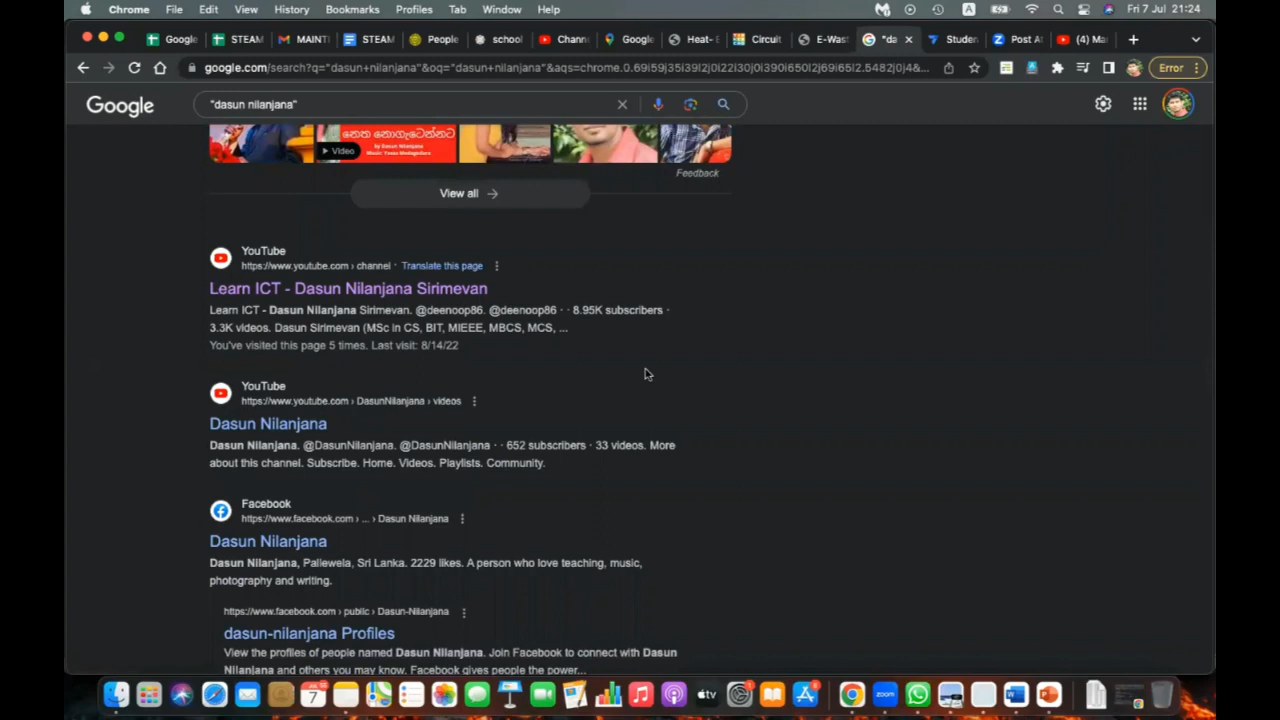 Chrome File Edit View History Bookmarks Profiles Tab Window Help A Fri 7 Jul 21:24
Google STEAM MAINTI STEAM People school Chann Google Heat- E Circuit E-Wast "da Studen Post A (4) Ma
google.com/search?q="dasun+nilanjana"&oq="dasun+nilanjana"&aqs=chrome.0.69i59j35i39l2j0i22i30j0i390i650l2j69i65l2.5482j0j4&... Error
Google "dasun nilanjana"
නෙත නොගැටෙන්නට
by Dasun Nilanjana
Video
Feedback
View all
YouTube
https://www.youtube.com › channel · Translate this page
Learn ICT - Dasun Nilanjana Sirimevan
Learn ICT - Dasun Nilanjana Sirimevan. @deenoop86. @deenoop86 · · 8.95K subscribers ·
3.3K videos. Dasun Sirimevan (MSc in CS, BIT, MIEEE, MBCS, MCS, ...
You've visited this page 5 times. Last visit: 8/14/22
YouTube
https://www.youtube.com › DasunNilanjana › videos
Dasun Nilanjana
Dasun Nilanjana. @DasunNilanjana. @DasunNilanjana · · 652 subscribers · 33 videos. More
about this channel. Subscribe. Home. Videos. Playlists. Community.
Facebook
https://www.facebook.com › ... › Dasun Nilanjana
Dasun Nilanjana
Dasun Nilanjana, Pallewela, Sri Lanka. 2229 likes. A person who love teaching, music,
photography and writing.
https://www.facebook.com › public › Dasun-Nilanjana
dasun-nilanjana Profiles
View the profiles of people named Dasun Nilanjana. Join Facebook to connect with Dasun
Nilanjana and others you may know. Facebook gives people the power...
7 tv zoom